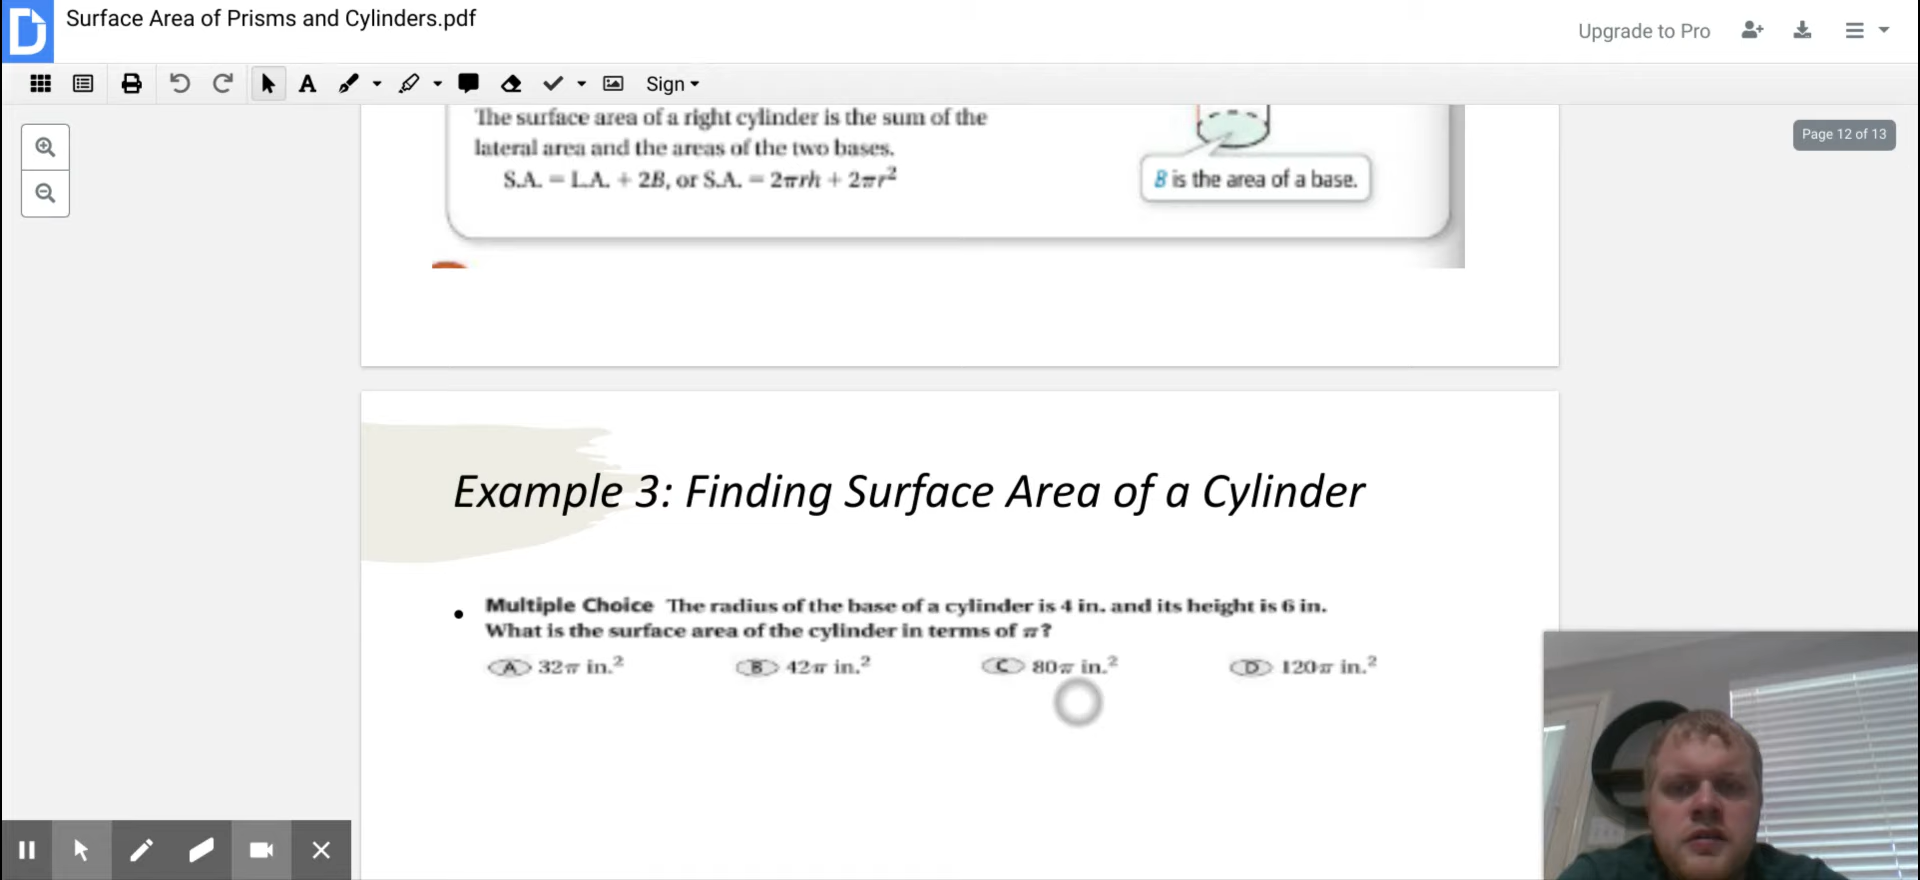 Surface Area of Prisms and Cylinders.pdf
Upgrade to Pro
Sign
Page 12 of 13
The surface area of a right cylinder is the sum of the
lateral area and the areas of the two bases.
S.A. = L.A. + 2B, or S.A. = 2πrh + 2πr²
B is the area of a base.
Example 3: Finding Surface Area of a Cylinder
• Multiple Choice The radius of the base of a cylinder is 4 in. and its height is 6 in.
What is the surface area of the cylinder in terms of π?
A 32π in.² B 42π in.² C 80π in.² D 120π in.²